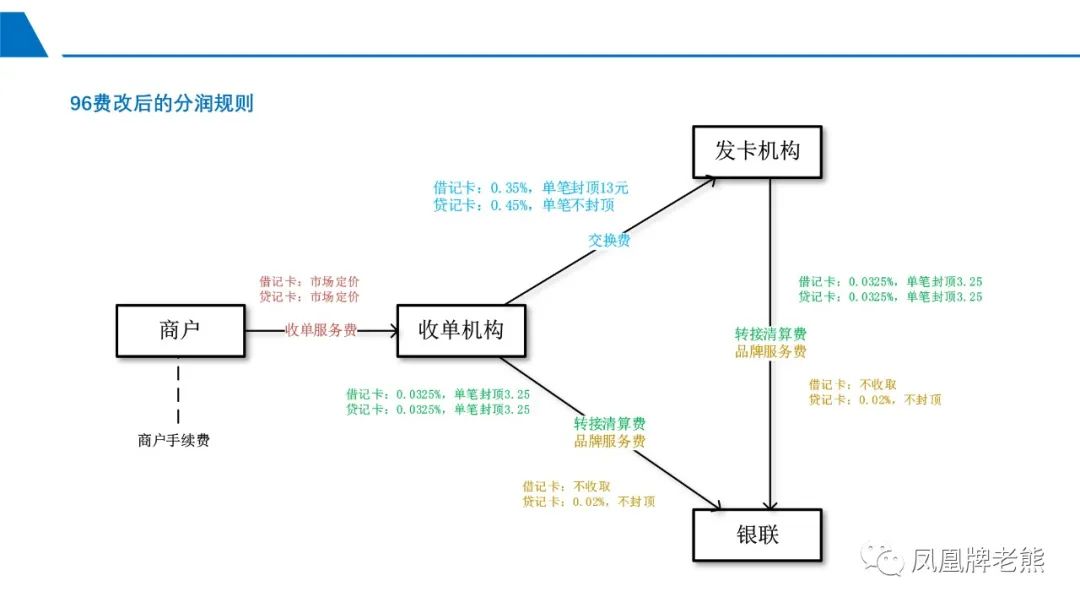 96费改后的分润规则
发卡机构
借记卡：0.35%，单笔封顶13元
贷记卡：0.45%，单笔不封顶
交换费
借记卡：市场定价
贷记卡：市场定价
借记卡：0.0325%，单笔封顶3.25
贷记卡：0.0325%，单笔封顶3.25
商户
收单服务费
收单机构
转接清算费
品牌服务费
借记卡：0.0325%，单笔封顶3.25
贷记卡：0.0325%，单笔封顶3.25
借记卡：不收取
贷记卡：0.02%，不封顶
转接清算费
品牌服务费
商户手续费
借记卡：不收取
贷记卡：0.02%，不封顶
银联
凤凰牌老熊